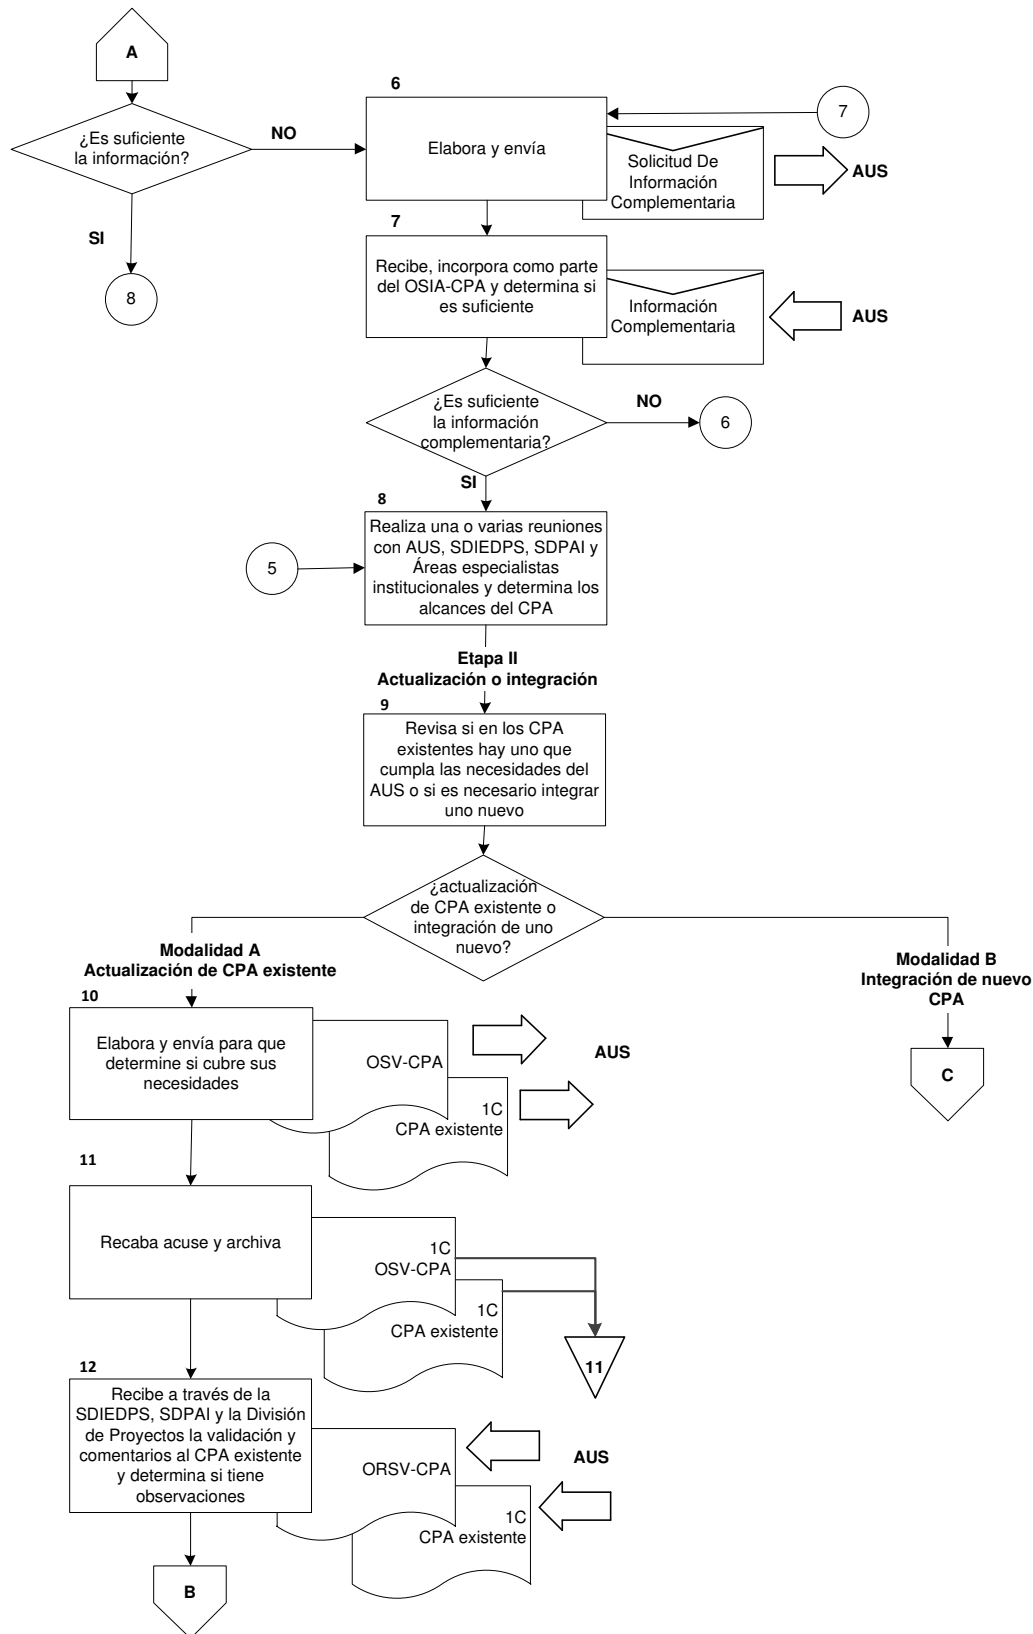 A
¿Es suficiente
la información?
NO
SI
8
6
Elabora y envía
7
Solicitud De
Información
Complementaria
AUS
7
Recibe, incorpora como parte
del OSIA-CPA y determina si
es suficiente
Información
Complementaria
AUS
¿Es suficiente
la información
complementaria?
NO
6
SI
8
Realiza una o varias reuniones
con AUS, SDIEDPS, SDPAI y
Áreas especialistas
institucionales y determina los
alcances del CPA
5
Etapa II
Actualización o integración
9
Revisa si en los CPA
existentes hay uno que
cumpla las necesidades del
AUS o si es necesario integrar
uno nuevo
¿actualización
de CPA existente o
integración de uno
nuevo?
Modalidad A
Actualización de CPA existente
Modalidad B
Integración de nuevo
CPA
C
10
Elabora y envía para que
determine si cubre sus
necesidades
OSV-CPA
1C
CPA existente
AUS
11
Recaba acuse y archiva
1C
OSV-CPA
1C
CPA existente
11
12
Recibe a través de la
SDIEDPS, SDPAI y la División
de Proyectos la validación y
comentarios al CPA existente
y determina si tiene
observaciones
ORSV-CPA
1C
CPA existente
AUS
B